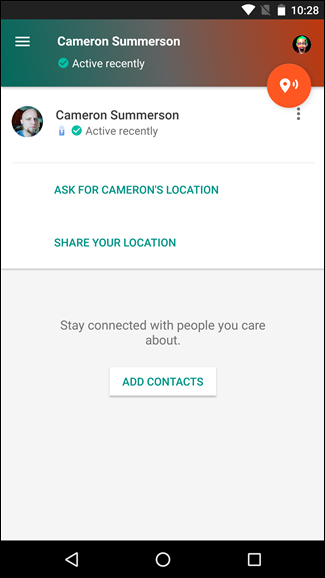 10:28
Cameron Summerson
Active recently
Cameron Summerson
Active recently
ASK FOR CAMERON'S LOCATION
SHARE YOUR LOCATION
Stay connected with people you care
about.
ADD CONTACTS